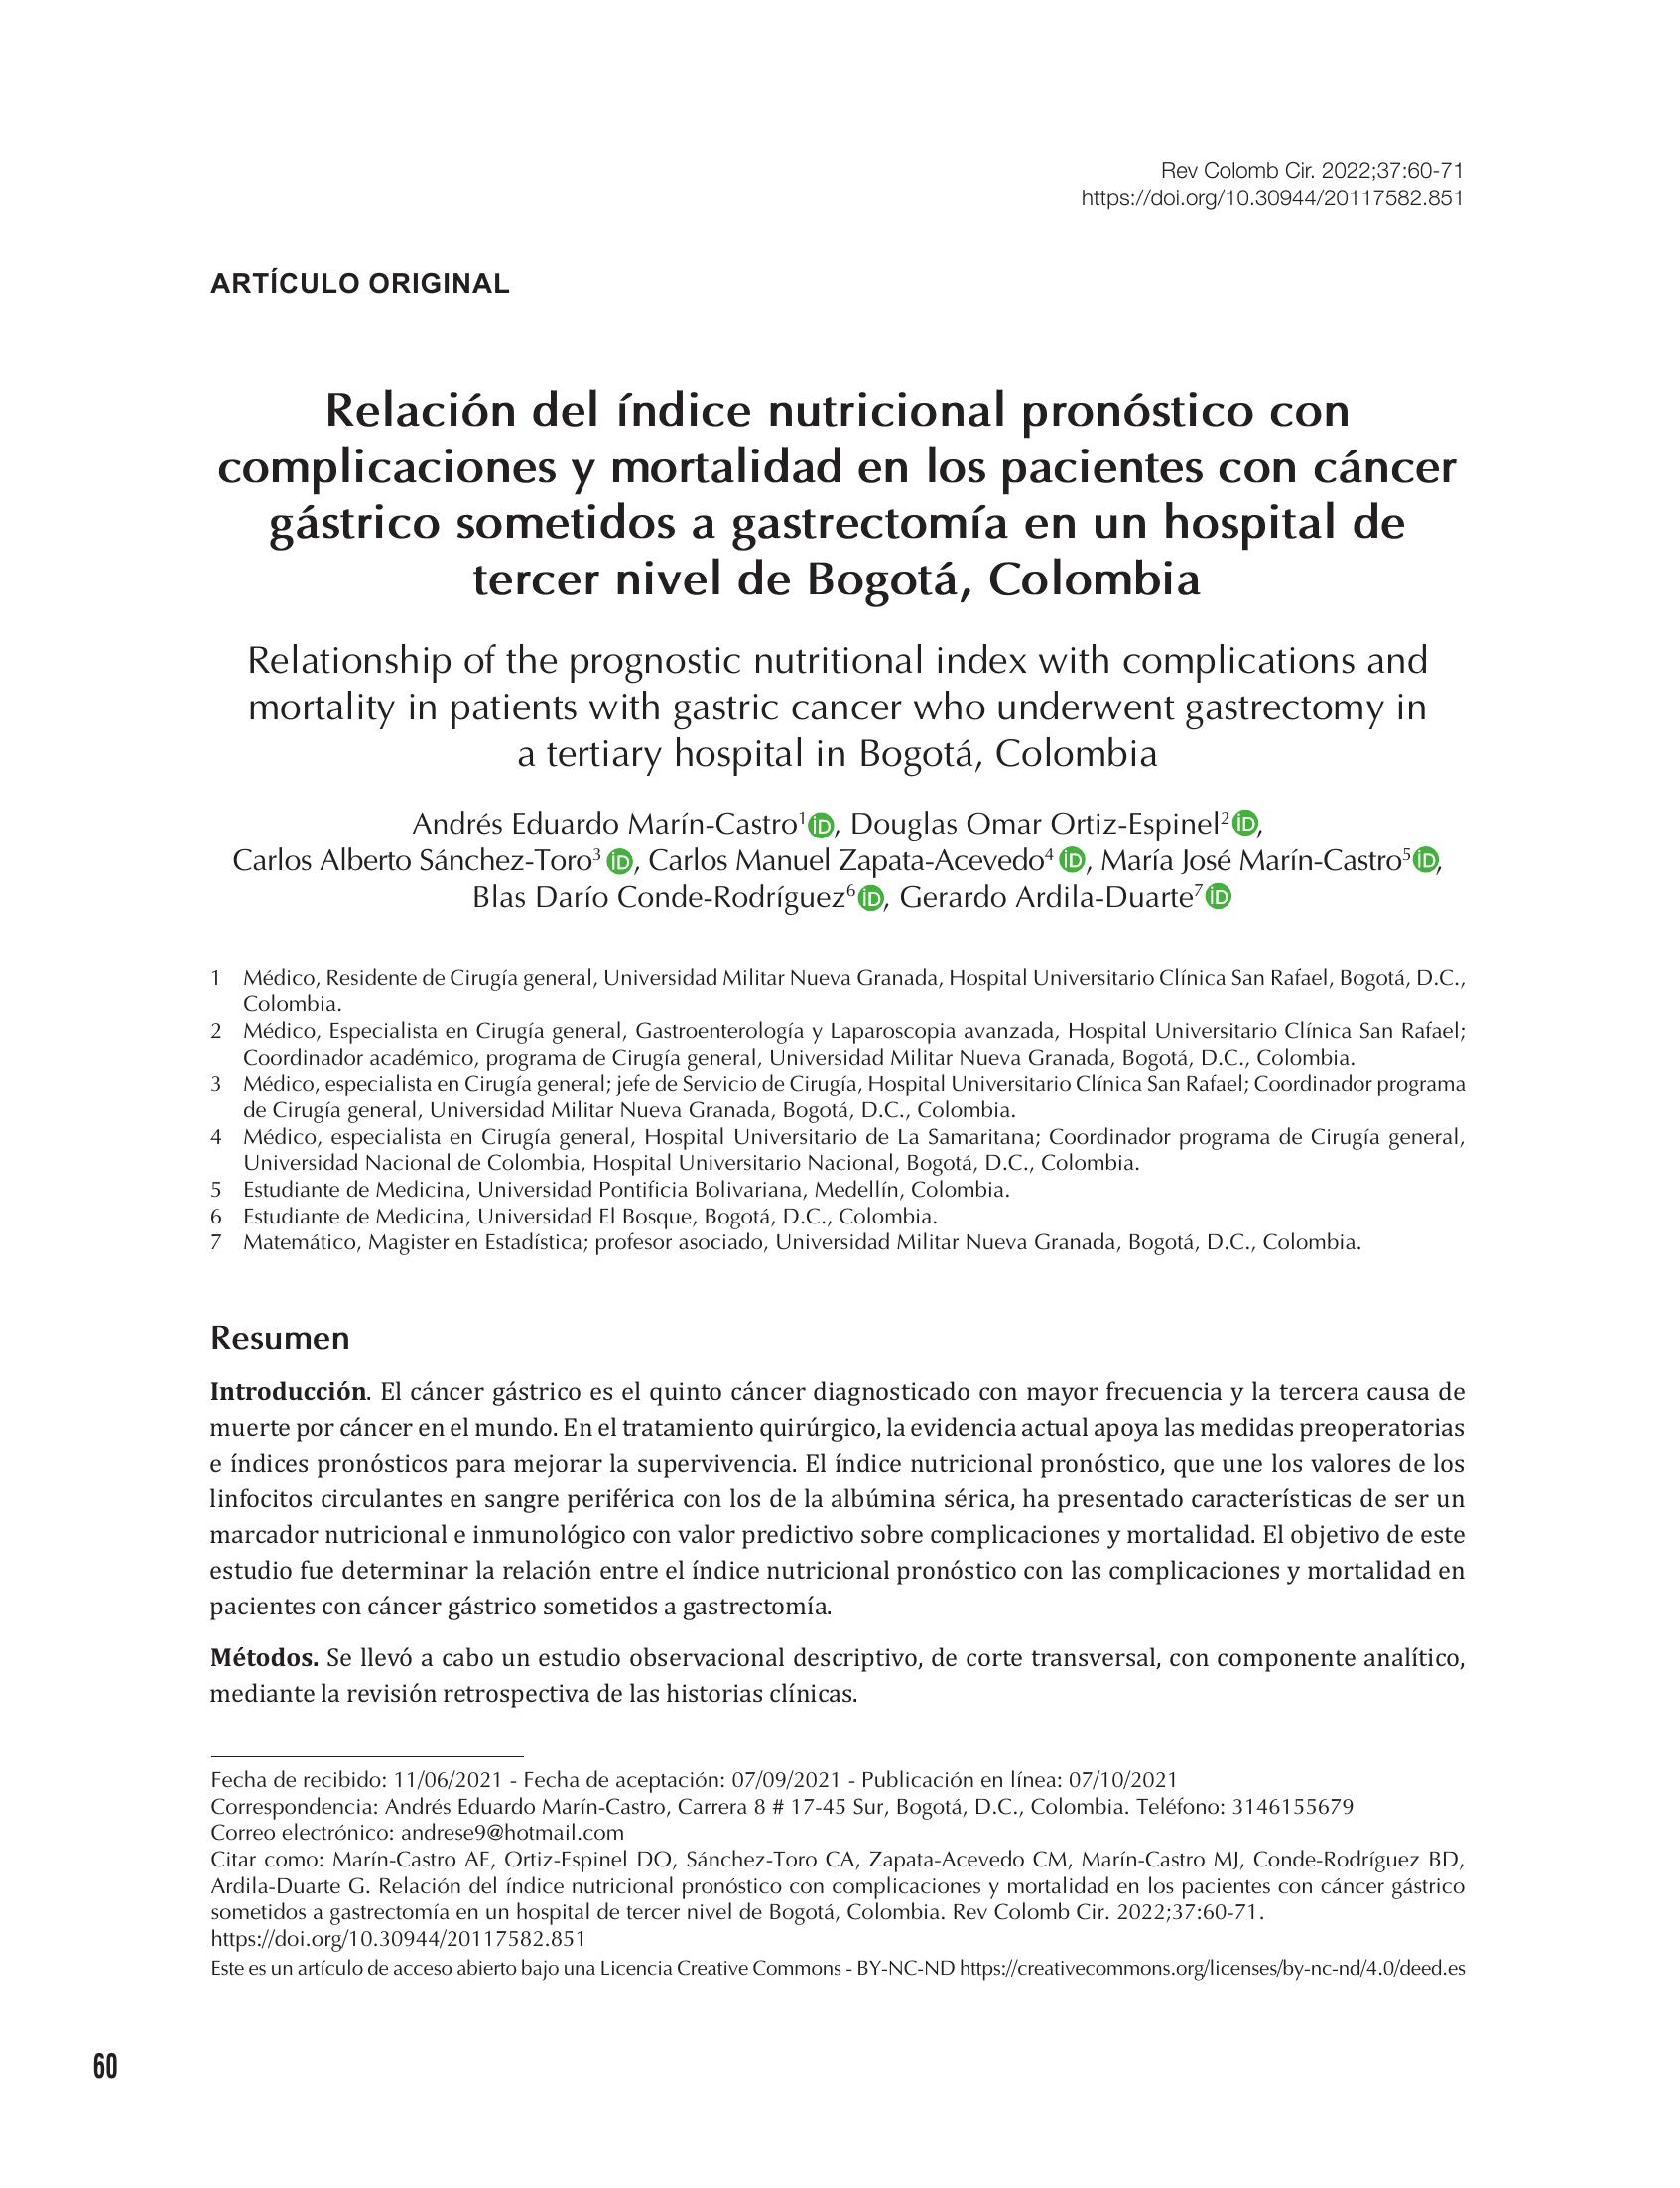 Rev Colomb Cir. 2022;37:60-71
https://doi.org/10.30944/20117582.851
ARTÍCULO ORIGINAL
Relación del índice nutricional pronóstico con
complicaciones y mortalidad en los pacientes con cáncer
gástrico sometidos a gastrectomía en un hospital de
tercer nivel de Bogotá, Colombia
Relationship of the prognostic nutritional index with complications and
mortality in patients with gastric cancer who underwent gastrectomy in
a tertiary hospital in Bogotá, Colombia
Andrés Eduardo Marín-Castro1 iD, Douglas Omar Ortiz-Espinel2 iD,
Carlos Alberto Sánchez-Toro3 iD, Carlos Manuel Zapata-Acevedo4 iD, María José Marín-Castro5 iD,
Blas Darío Conde-Rodríguez6 iD, Gerardo Ardila-Duarte7 iD
1 Médico, Residente de Cirugía general, Universidad Militar Nueva Granada, Hospital Universitario Clínica San Rafael, Bogotá, D.C.,
Colombia.
2 Médico, Especialista en Cirugía general, Gastroenterología y Laparoscopia avanzada, Hospital Universitario Clínica San Rafael;
Coordinador académico, programa de Cirugía general, Universidad Militar Nueva Granada, Bogotá, D.C., Colombia.
3 Médico, especialista en Cirugía general; jefe de Servicio de Cirugía, Hospital Universitario Clínica San Rafael; Coordinador programa
de Cirugía general, Universidad Militar Nueva Granada, Bogotá, D.C., Colombia.
4 Médico, especialista en Cirugía general, Hospital Universitario de La Samaritana; Coordinador programa de Cirugía general,
Universidad Nacional de Colombia, Hospital Universitario Nacional, Bogotá, D.C., Colombia.
5 Estudiante de Medicina, Universidad Pontificia Bolivariana, Medellín, Colombia.
6 Estudiante de Medicina, Universidad El Bosque, Bogotá, D.C., Colombia.
7 Matemático, Magister en Estadística; profesor asociado, Universidad Militar Nueva Granada, Bogotá, D.C., Colombia.
Resumen
Introducción. El cáncer gástrico es el quinto cáncer diagnosticado con mayor frecuencia y la tercera causa de
muerte por cáncer en el mundo. En el tratamiento quirúrgico, la evidencia actual apoya las medidas preoperatorias
e índices pronósticos para mejorar la supervivencia. El índice nutricional pronóstico, que une los valores de los
linfocitos circulantes en sangre periférica con los de la albúmina sérica, ha presentado características de ser un
marcador nutricional e inmunológico con valor predictivo sobre complicaciones y mortalidad. El objetivo de este
estudio fue determinar la relación entre el índice nutricional pronóstico con las complicaciones y mortalidad en
pacientes con cáncer gástrico sometidos a gastrectomía.
Métodos. Se llevó a cabo un estudio observacional descriptivo, de corte transversal, con componente analítico,
mediante la revisión retrospectiva de las historias clínicas.
Fecha de recibido: 11/06/2021 - Fecha de aceptación: 07/09/2021 - Publicación en línea: 07/10/2021
Correspondencia: Andrés Eduardo Marín-Castro, Carrera 8 # 17-45 Sur, Bogotá, D.C., Colombia. Teléfono: 3146155679
Correo electrónico: andrese9@hotmail.com
Citar como: Marín-Castro AE, Ortiz-Espinel DO, Sánchez-Toro CA, Zapata-Acevedo CM, Marín-Castro MJ, Conde-Rodríguez BD,
Ardila-Duarte G. Relación del índice nutricional pronóstico con complicaciones y mortalidad en los pacientes con cáncer gástrico
sometidos a gastrectomía en un hospital de tercer nivel de Bogotá, Colombia. Rev Colomb Cir. 2022;37:60-71.
https://doi.org/10.30944/20117582.851
Este es un artículo de acceso abierto bajo una Licencia Creative Commons - BY-NC-ND https://creativecommons.org/licenses/by-nc-nd/4.0/deed.es
60